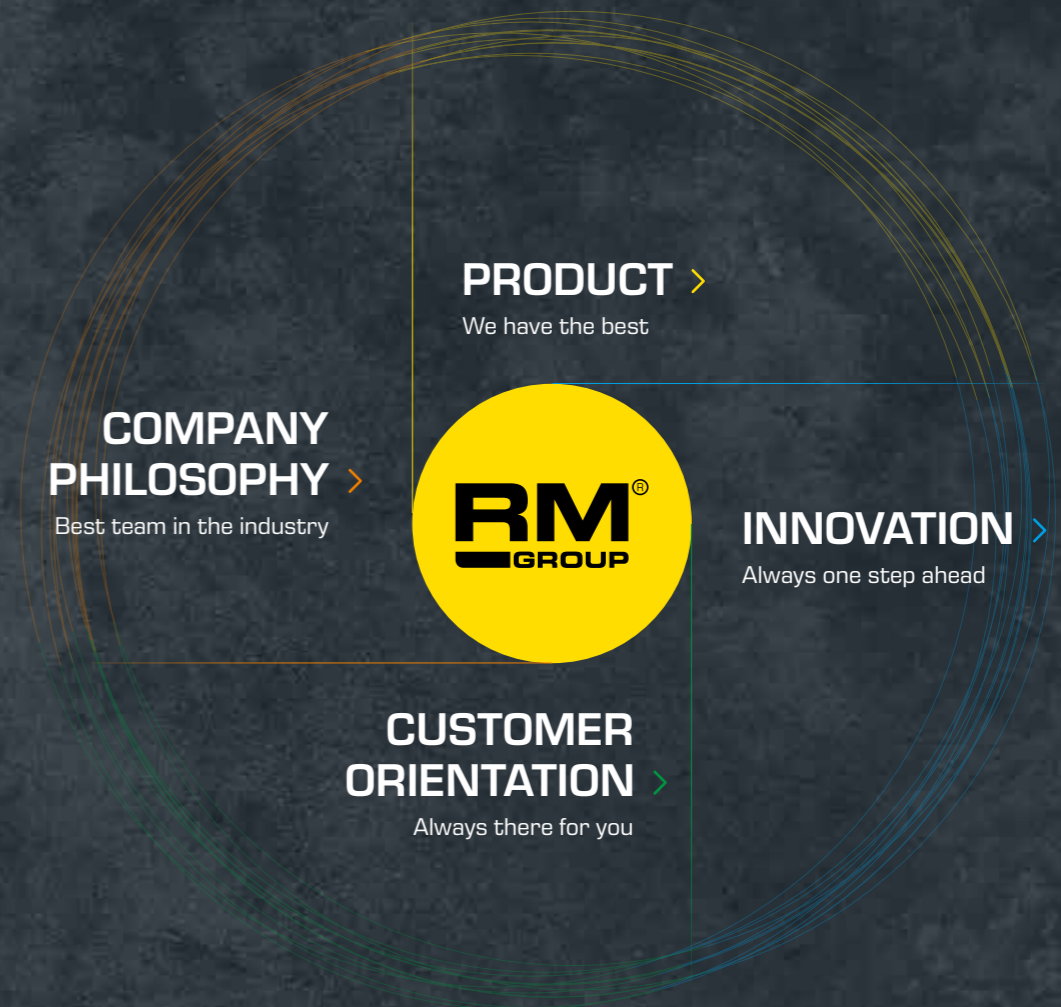 PRODUCT
We have the best
COMPANY
PHILOSOPHY
Best team in the industry
RM®
GROUP
INNOVATION
Always one step ahead
CUSTOMER
ORIENTATION
Always there for you